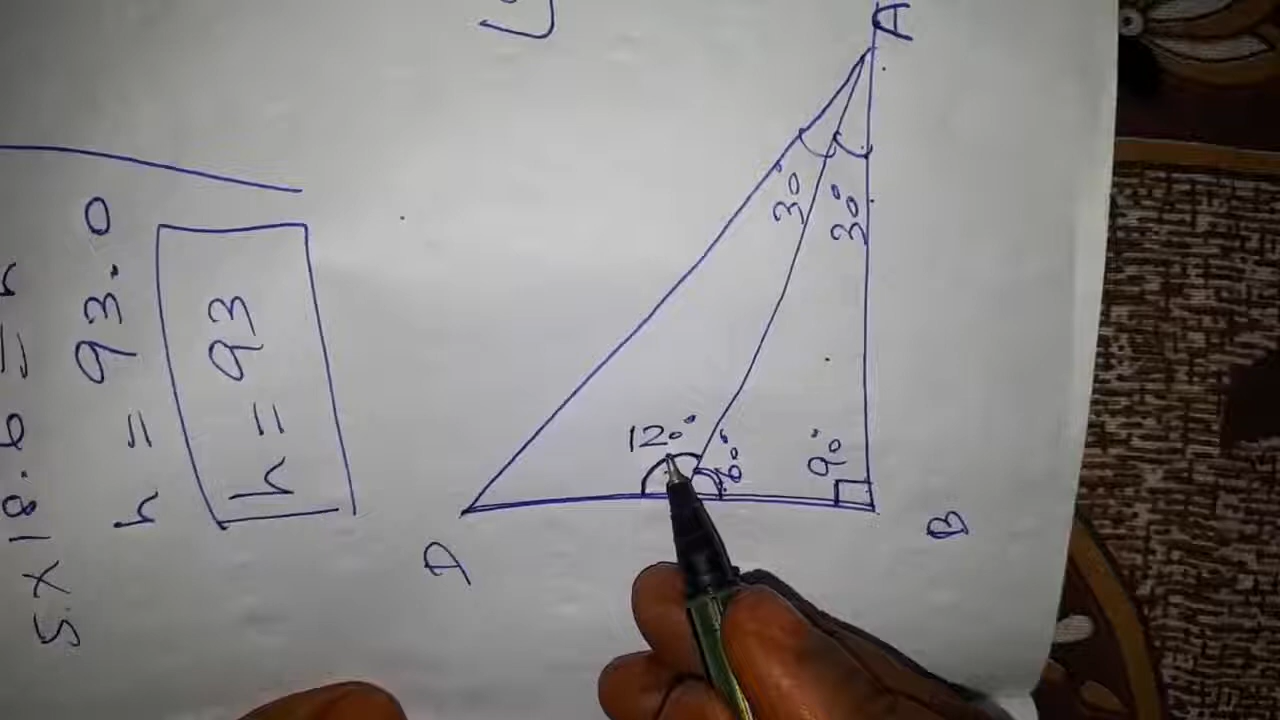 5 X 18.6 = h
h = 93.0
h = 93
A
30
30°
120°
60°
90°
D
B